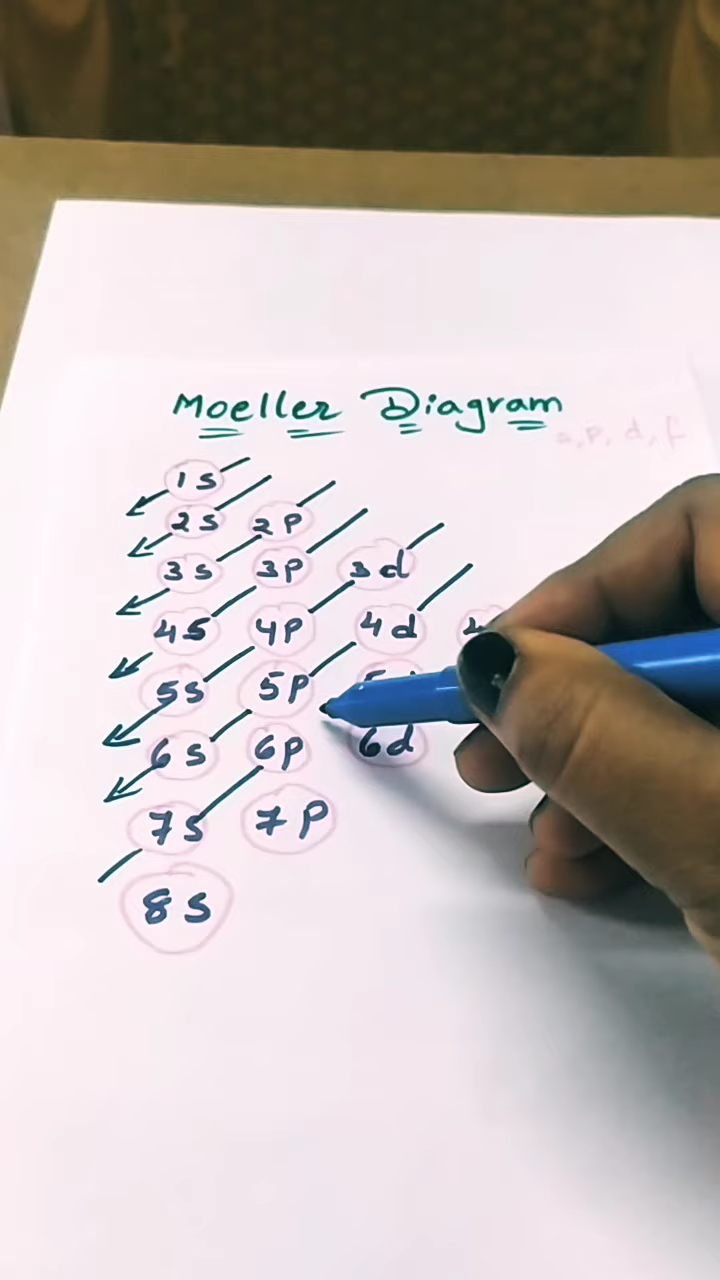 Moeller Diagram
s, p, d, f
1s
2s 2p
3s 3p 3d
4s 4p 4d
5s 5p
6s 6p 6d
7s 7p
8s